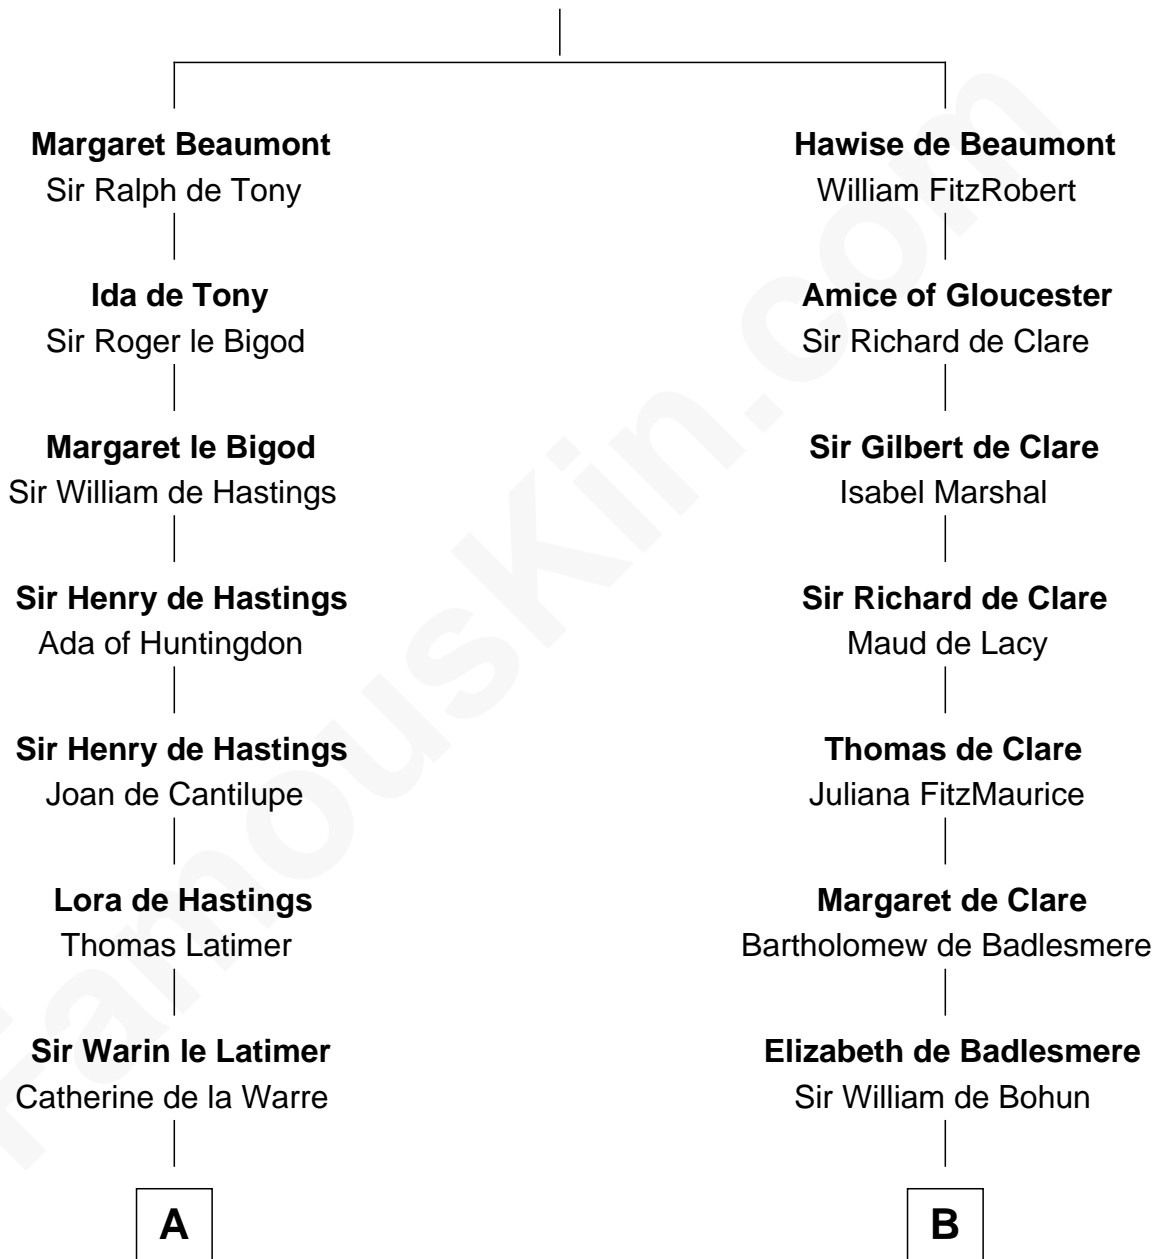 Margaret Beaumont
Sir Ralph de Tony
Hawise de Beaumont
William FitzRobert
Ida de Tony
Sir Roger le Bigod
Amice of Gloucester
Sir Richard de Clare
Margaret le Bigod
Sir William de Hastings
Sir Gilbert de Clare
Isabel Marshal
Sir Henry de Hastings
Ada of Huntingdon
Sir Richard de Clare
Maud de Lacy
Sir Henry de Hastings
Joan de Cantilupe
Thomas de Clare
Juliana FitzMaurice
Lora de Hastings
Thomas Latimer
Margaret de Clare
Bartholomew de Badlesmere
Sir Warin le Latimer
Catherine de la Warre
Elizabeth de Badlesmere
Sir William de Bohun
A
B
FamousKin.com